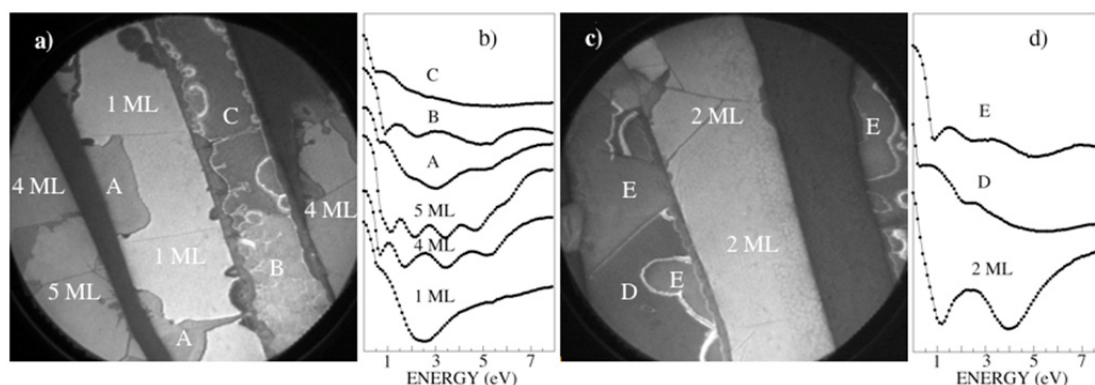 a)
1 ML
C
4 ML
A
4 ML
1 ML
B
5 ML
A
b)
C
B
A
5 ML
4 ML
1 ML
1 3 5 7
ENERGY (eV)
c)
2 ML
E
E
2 ML
D
E
d)
E
D
2 ML
1 3 5 7
ENERGY (eV)